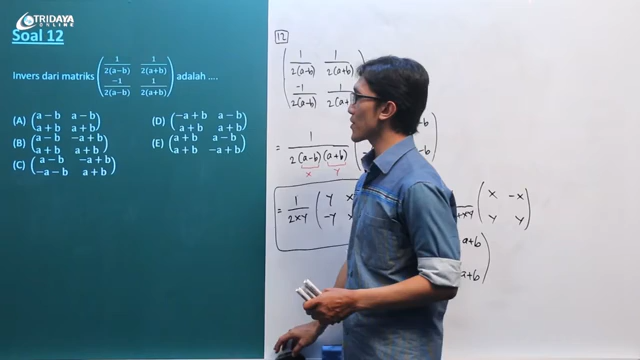 TRIDAYA
ONLINE
Soal 12
Invers dari matriks (1/2(a−b) 1/2(a+b)
−1/2(a−b) 1/2(a+b)) adalah ....
(A) (a − b a − b
a + b a + b)
(B) (a − b −a + b
a + b a + b)
(C) (a − b −a + b
−a − b a + b)
(D) (−a + b a − b
a + b a + b)
(E) (a + b a − b
a + b −a + b)
12
(1/2(a−b) 1/2(a+b)
−1/2(a−b)
= 1/2(a−b)(a+b)
x y
= 1/2xy (y
−y
(x −x
y y)
a+b
a+b)